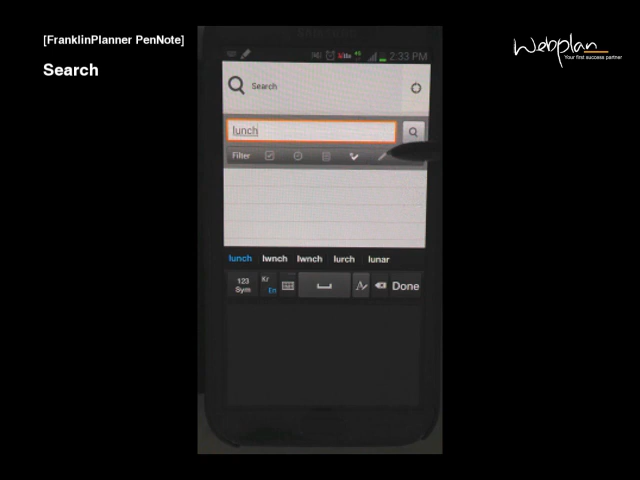 [FranklinPlanner PenNote]
Search
Webplan
Your first success partner
SAMSUNG
2:33 PM
Search
lunch
Filter
lunch lwnch lwnch lurch lunar
123 Sym
Kr
En
Done